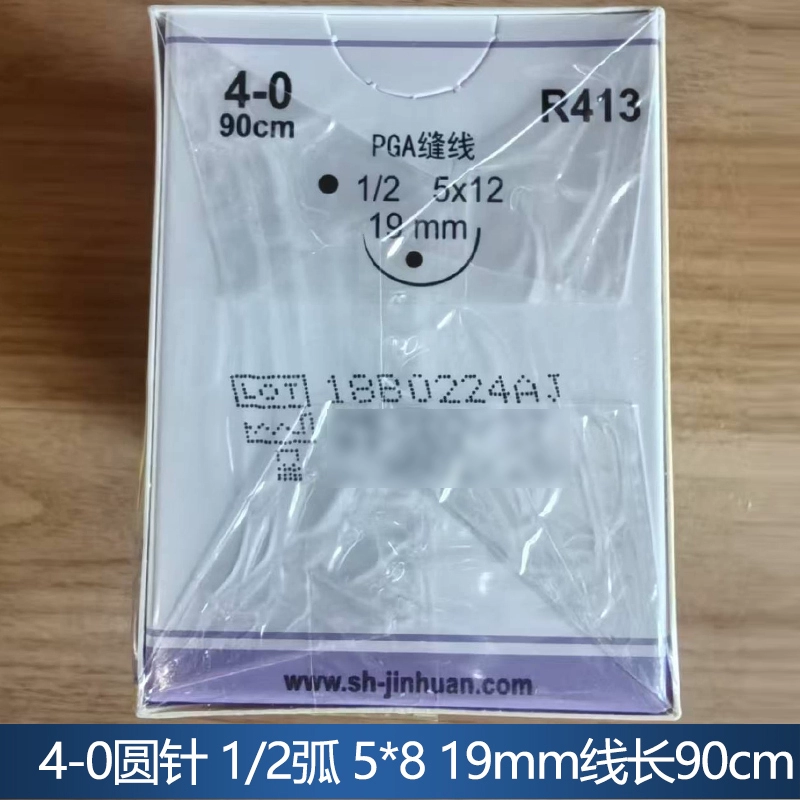 4-0
90cm
R413
PGA缝线
1/2 5x12
19 mm
LOT 18B0224AJ
www.sh-jinhuan.com
4-0圆针 1/2弧 5*8 19mm线长90cm